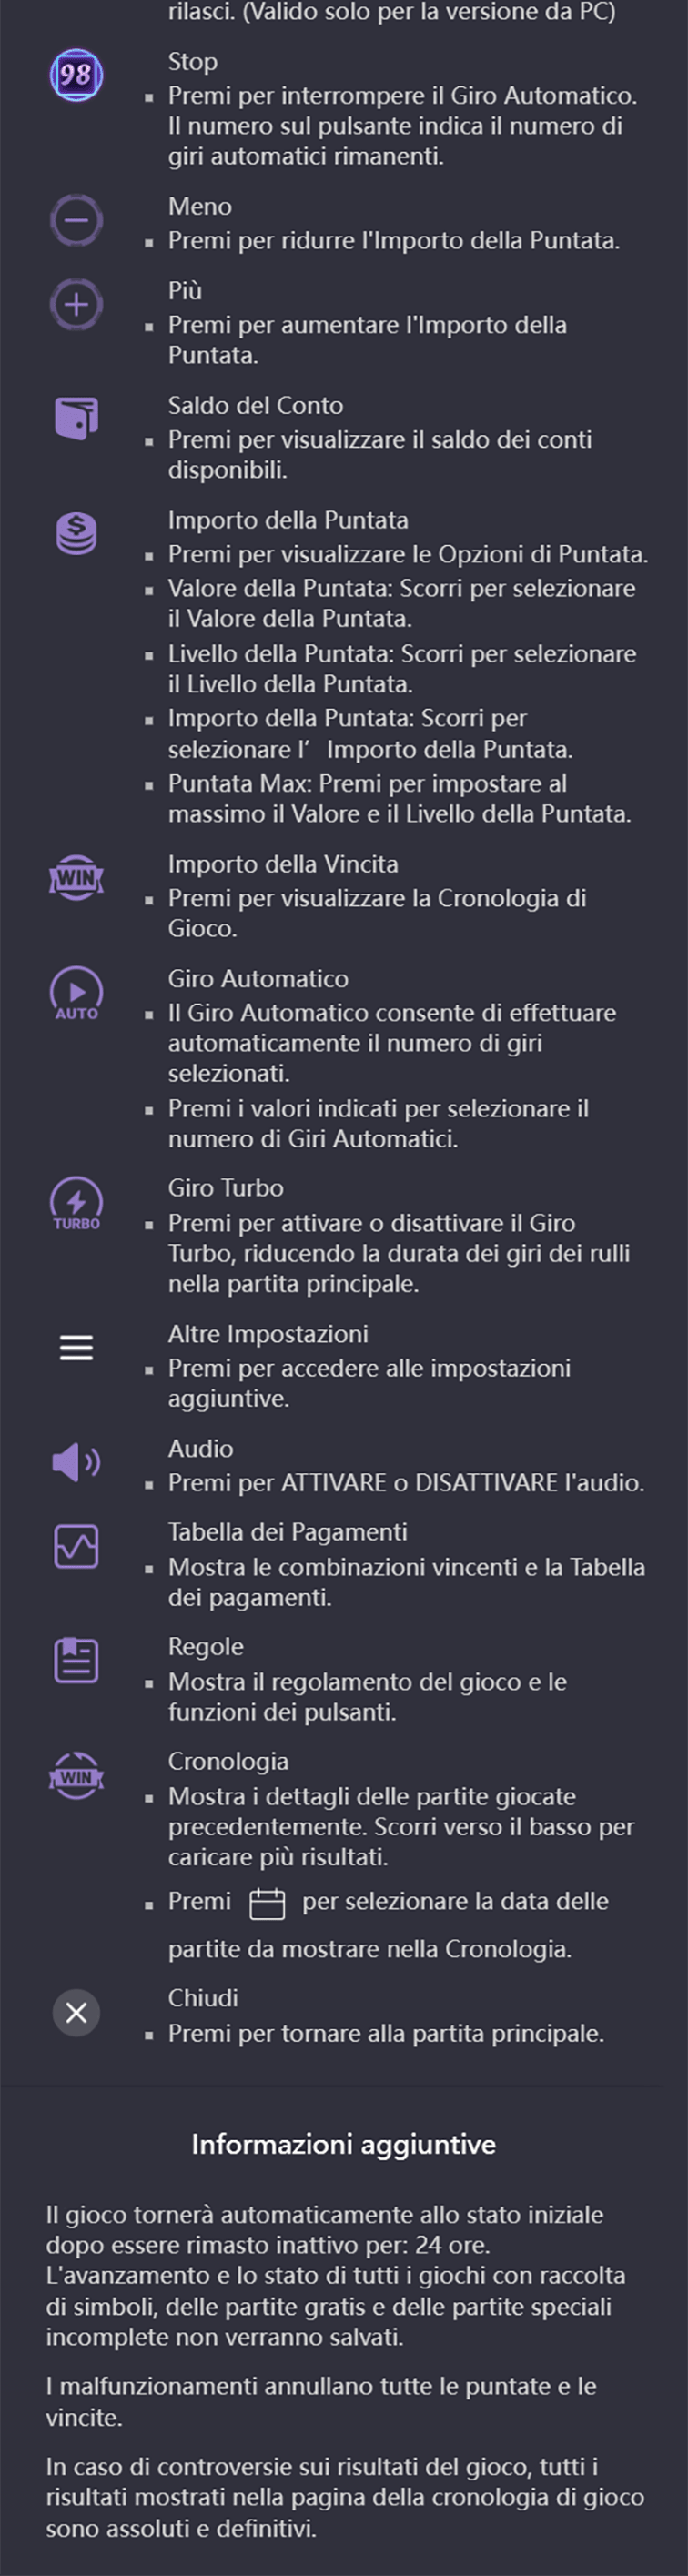 rilasci. (Valido solo per la versione da PC)
98
Stop
▪ Premi per interrompere il Giro Automatico.
Il numero sul pulsante indica il numero di
giri automatici rimanenti.
Meno
▪ Premi per ridurre l'Importo della Puntata.
Più
▪ Premi per aumentare l'Importo della
Puntata.
Saldo del Conto
▪ Premi per visualizzare il saldo dei conti
disponibili.
Importo della Puntata
▪ Premi per visualizzare le Opzioni di Puntata.
▪ Valore della Puntata: Scorri per selezionare
il Valore della Puntata.
▪ Livello della Puntata: Scorri per selezionare
il Livello della Puntata.
▪ Importo della Puntata: Scorri per
selezionare l’ Importo della Puntata.
▪ Puntata Max: Premi per impostare al
massimo il Valore e il Livello della Puntata.
WIN
Importo della Vincita
▪ Premi per visualizzare la Cronologia di
Gioco.
AUTO
Giro Automatico
▪ Il Giro Automatico consente di effettuare
automaticamente il numero di giri
selezionati.
▪ Premi i valori indicati per selezionare il
numero di Giri Automatici.
TURBO
Giro Turbo
▪ Premi per attivare o disattivare il Giro
Turbo, riducendo la durata dei giri dei rulli
nella partita principale.
Altre Impostazioni
▪ Premi per accedere alle impostazioni
aggiuntive.
Audio
▪ Premi per ATTIVARE o DISATTIVARE l'audio.
Tabella dei Pagamenti
▪ Mostra le combinazioni vincenti e la Tabella
dei pagamenti.
Regole
▪ Mostra il regolamento del gioco e le
funzioni dei pulsanti.
WIN
Cronologia
▪ Mostra i dettagli delle partite giocate
precedentemente. Scorri verso il basso per
caricare più risultati.
▪ Premi per selezionare la data delle
partite da mostrare nella Cronologia.
Chiudi
▪ Premi per tornare alla partita principale.
Informazioni aggiuntive
Il gioco tornerà automaticamente allo stato iniziale
dopo essere rimasto inattivo per: 24 ore.
L'avanzamento e lo stato di tutti i giochi con raccolta
di simboli, delle partite gratis e delle partite speciali
incomplete non verranno salvati.
I malfunzionamenti annullano tutte le puntate e le
vincite.
In caso di controversie sui risultati del gioco, tutti i
risultati mostrati nella pagina della cronologia di gioco
sono assoluti e definitivi.